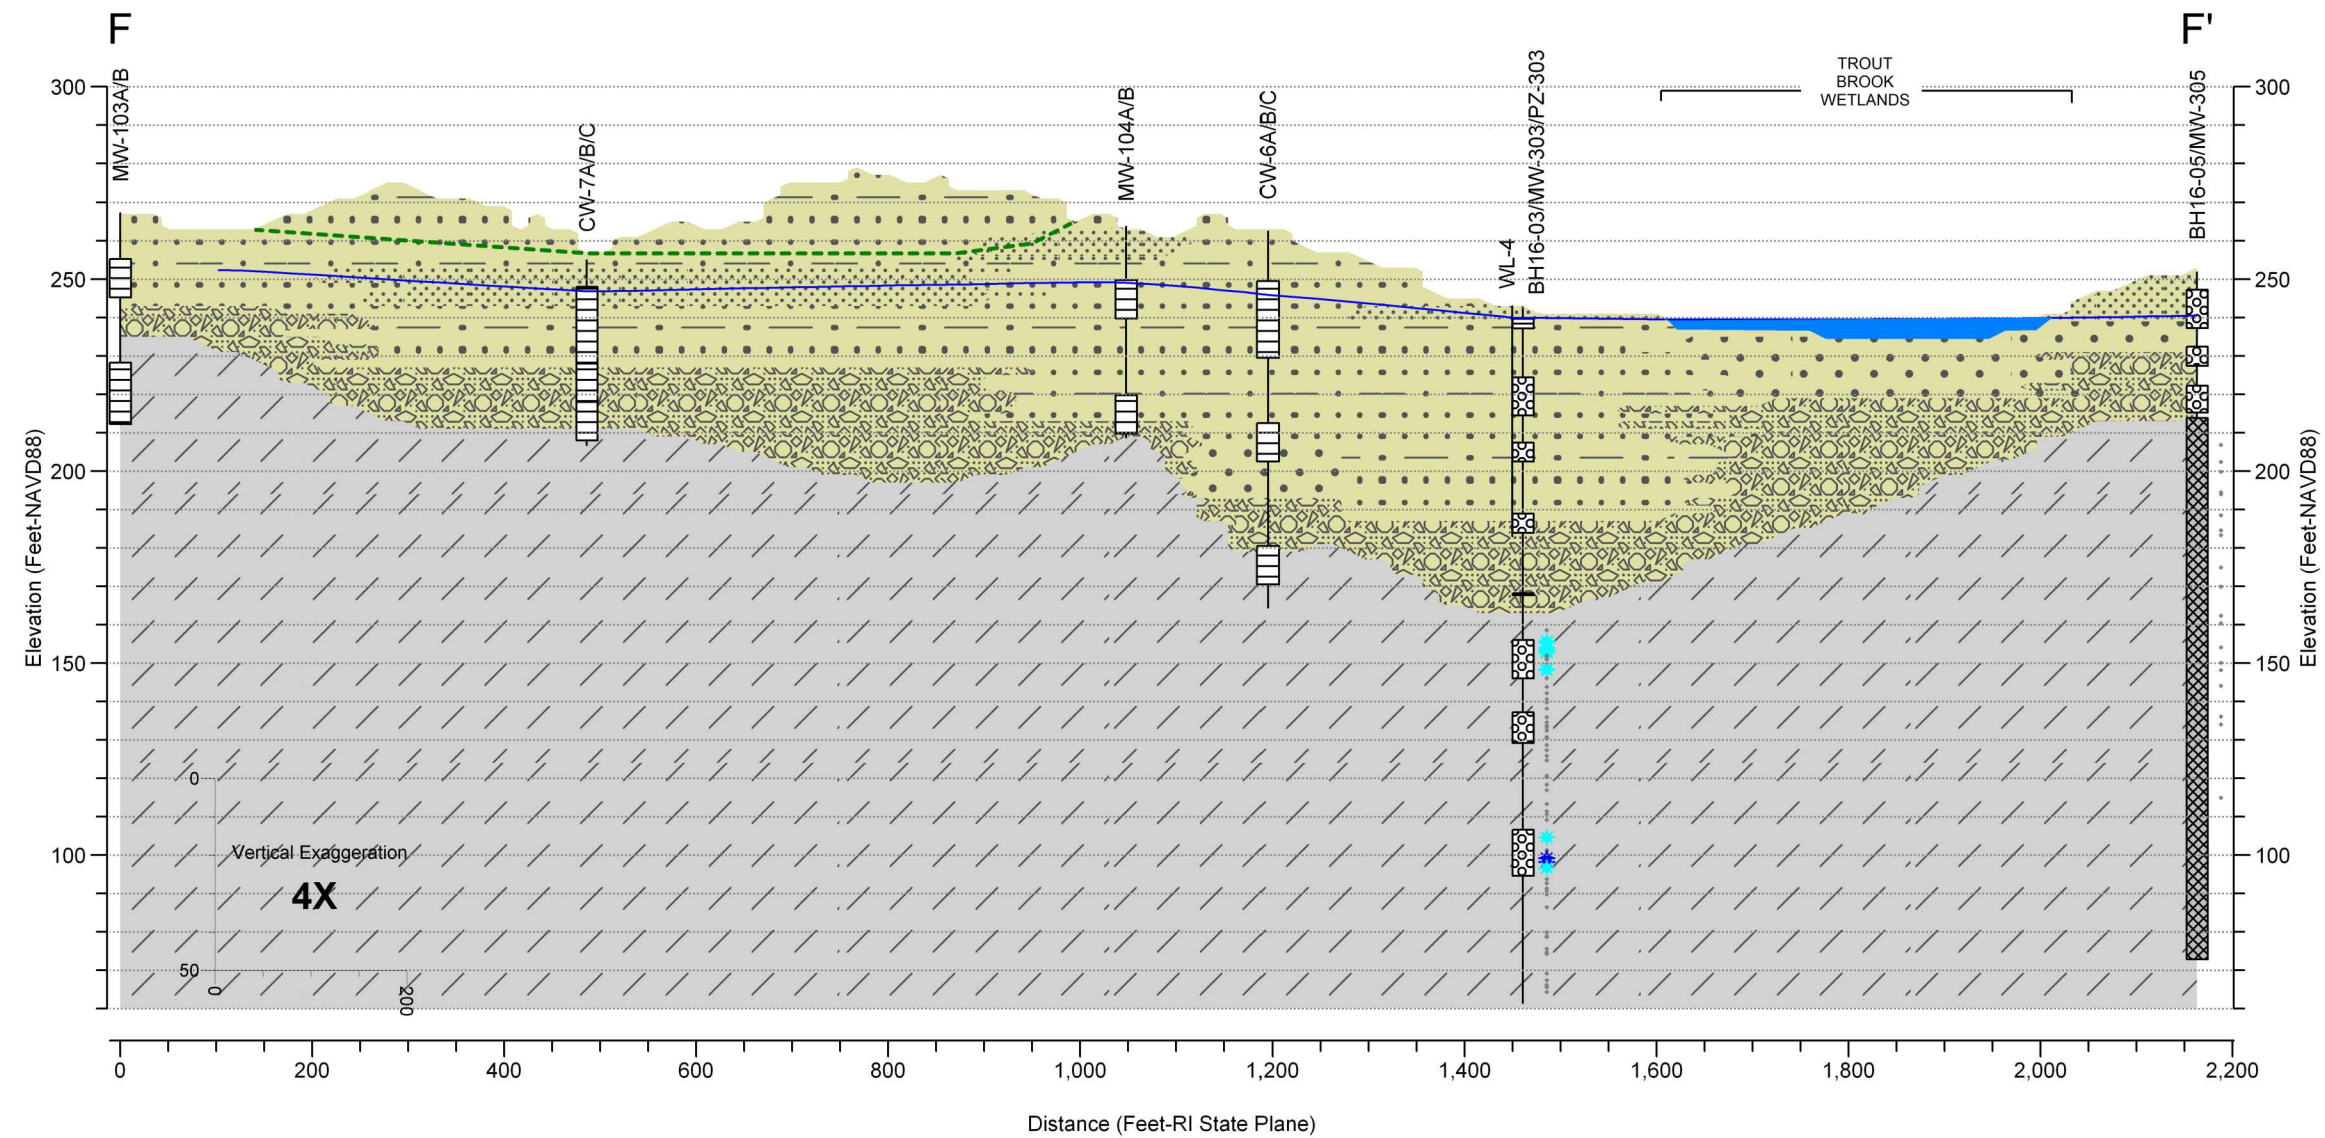 F
F'
MW-103A/B
CW-7A/B/C
MW-104A/B
CW-6A/B/C
WL-4
BH16-03/MW-303/PZ-303
TROUT
BROOK
WETLANDS
BH16-05/MW-305
300
250
200
150
100
Elevation (Feet-NAVD88)
300
250
200
150
100
Elevation (Feet-NAVD88)
0
Vertical Exaggeration
4X
50
0
200
0
200
400
600
800
1,000
1,200
1,400
1,600
1,800
2,000
2,200
Distance (Feet-RI State Plane)